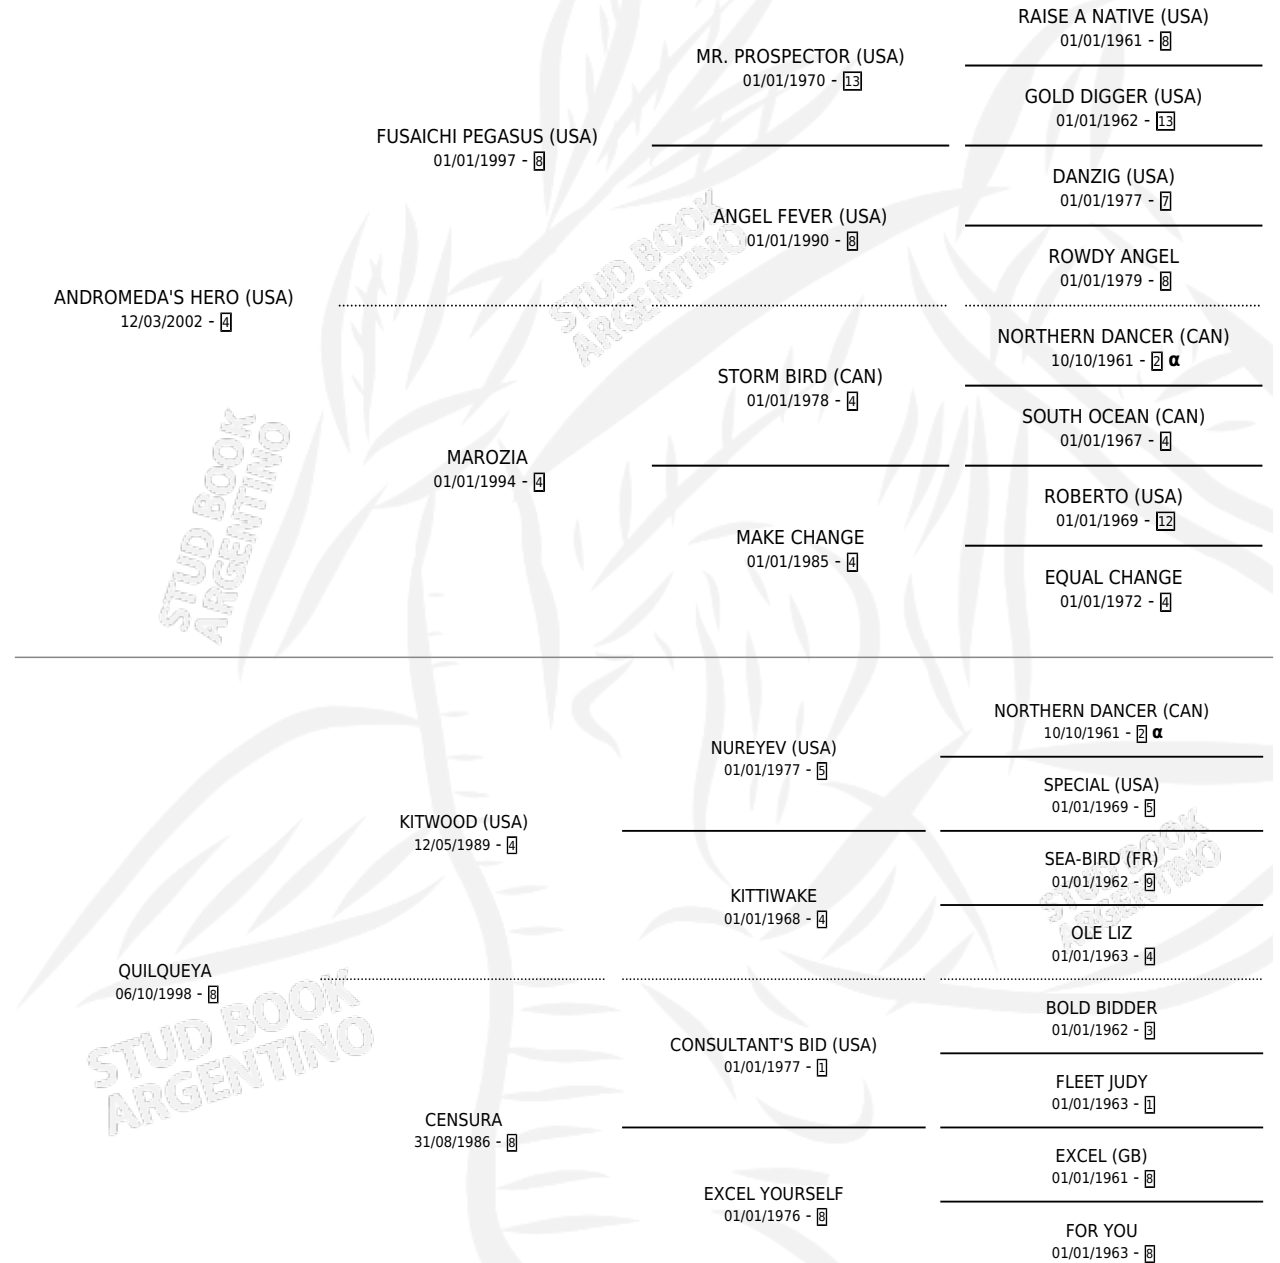 RAISE A NATIVE (USA)
01/01/1961 - 8
MR. PROSPECTOR (USA)
01/01/1970 - 13
GOLD DIGGER (USA)
01/01/1962 - 13
FUSAICHI PEGASUS (USA)
01/01/1997 - 8
DANZIG (USA)
01/01/1977 - 7
ANGEL FEVER (USA)
01/01/1990 - 8
ROWDY ANGEL
01/01/1979 - 8
STUD BOOK
ARGENTINO
ANDROMEDA'S HERO (USA)
12/03/2002 - 4
NORTHERN DANCER (CAN)
10/10/1961 - 2 α
STORM BIRD (CAN)
01/01/1978 - 4
SOUTH OCEAN (CAN)
01/01/1967 - 4
MAROZIA
01/01/1994 - 4
ROBERTO (USA)
01/01/1969 - 12
MAKE CHANGE
01/01/1985 - 4
EQUAL CHANGE
01/01/1972 - 4
STUD BOOK
ARGENTINO
NORTHERN DANCER (CAN)
10/10/1961 - 2 α
NUREYEV (USA)
01/01/1977 - 5
SPECIAL (USA)
01/01/1969 - 5
KITWOOD (USA)
12/05/1989 - 4
SEA-BIRD (FR)
01/01/1962 - 9
KITTIWAKE
01/01/1968 - 4
OLE LIZ
01/01/1963 - 4
STUD BOOK
ARGENTINO
QUILQUEYA
06/10/1998 - 8
BOLD BIDDER
01/01/1962 - 3
CONSULTANT'S BID (USA)
01/01/1977 - 1
FLEET JUDY
01/01/1963 - 1
CENSURA
31/08/1986 - 8
EXCEL (GB)
01/01/1961 - 8
EXCEL YOURSELF
01/01/1976 - 8
FOR YOU
01/01/1963 - 8
STUD BOOK
ARGENTINO